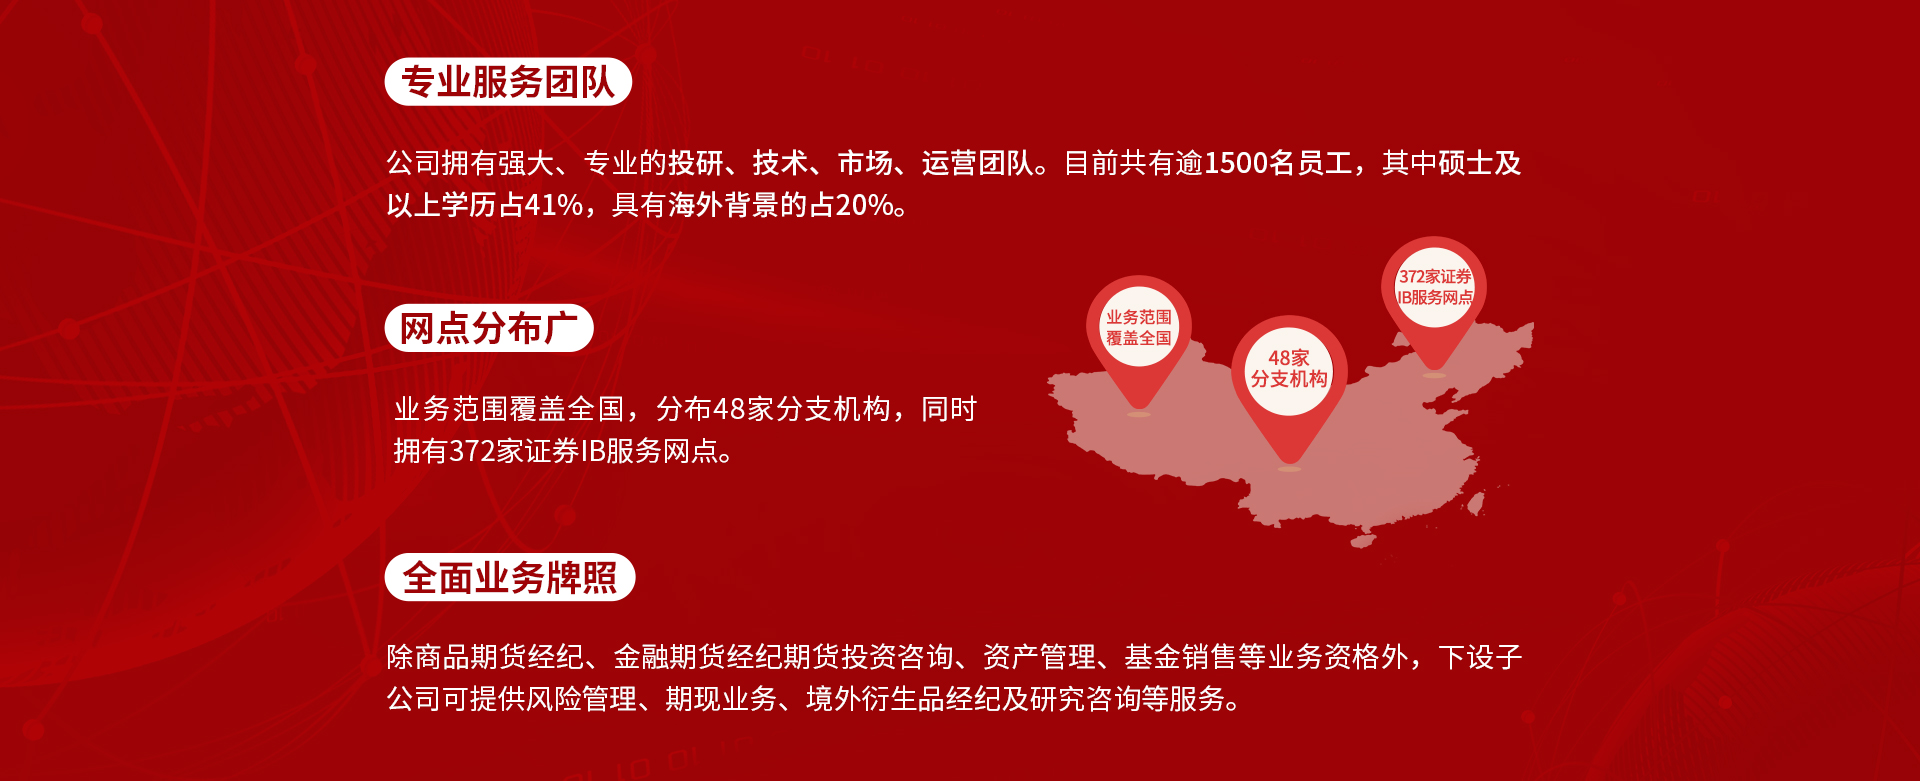 专业服务团队
公司拥有强大、专业的投研、技术、市场、运营团队。目前共有逾1500名员工，其中硕士及
以上学历占41%，具有海外背景的占20%。
网点分布广
业务范围覆盖全国，分布48家分支机构，同时
拥有372家证券IB服务网点。
业务范围
覆盖全国
48家
分支机构
372家证券
IB服务网点
全面业务牌照
除商品期货经纪、金融期货经纪期货投资咨询、资产管理、基金销售等业务资格外，下设子
公司可提供风险管理、期现业务、境外衍生品经纪及研究咨询等服务。